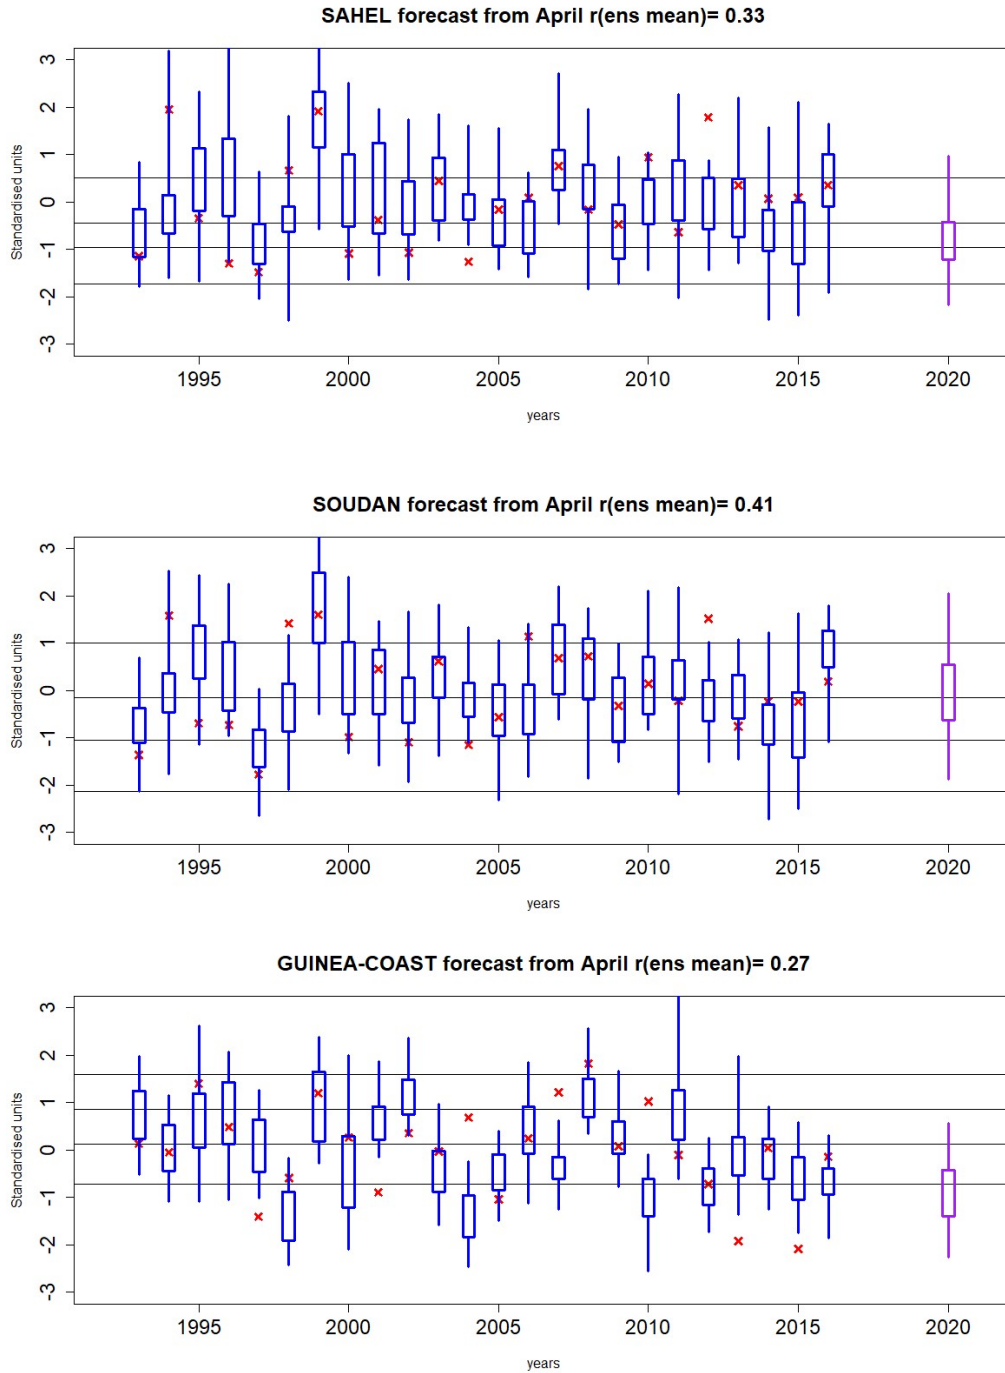 SAHEL forecast from April r(ens mean)= 0.33
Standardised units
3
2
1
0
-1
-2
-3
1995 2000 2005 2010 2015 2020
years
SOUDAN forecast from April r(ens mean)= 0.41
Standardised units
3
2
1
0
-1
-2
-3
1995 2000 2005 2010 2015 2020
years
GUINEA-COAST forecast from April r(ens mean)= 0.27
Standardised units
3
2
1
0
-1
-2
-3
1995 2000 2005 2010 2015 2020
years